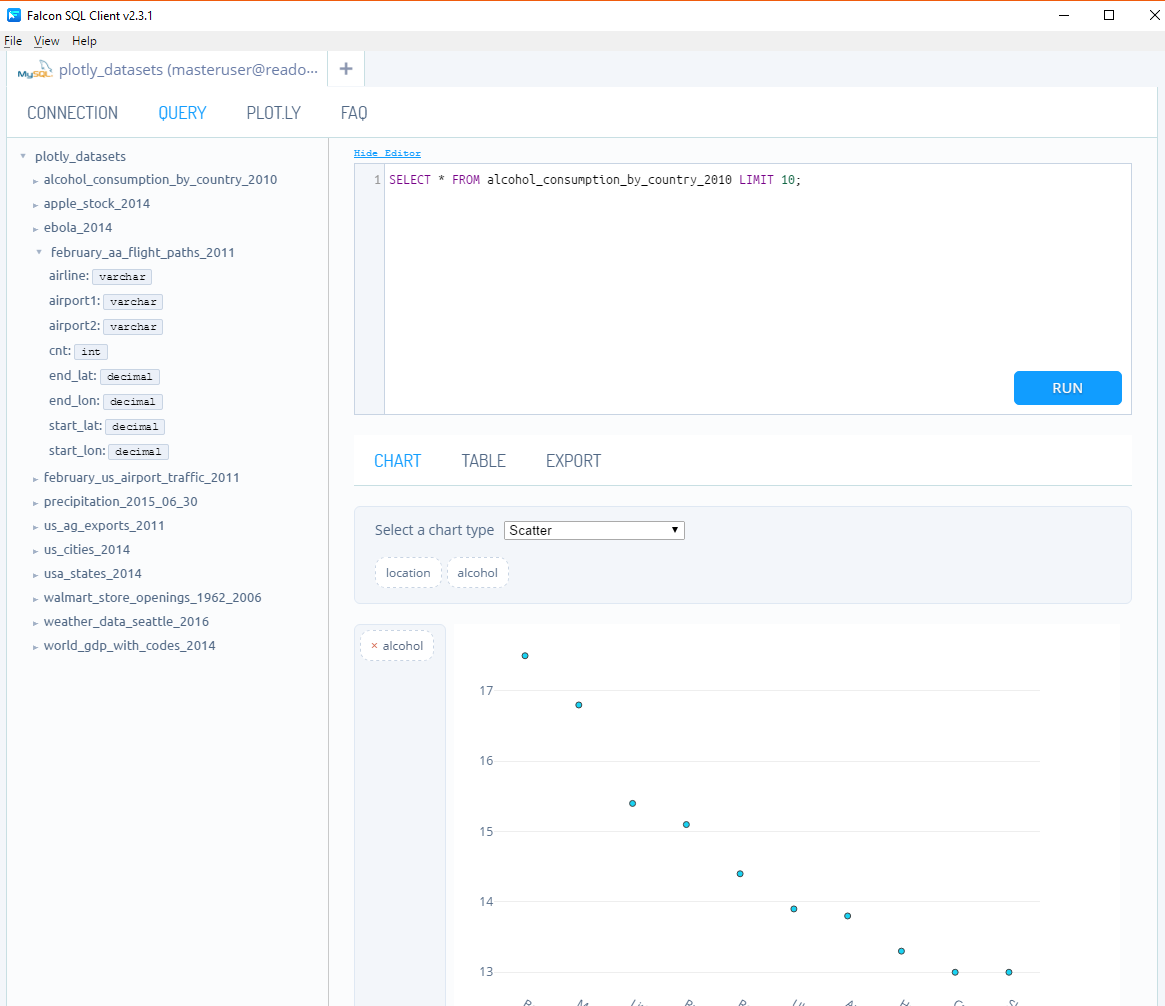 Falcon SQL Client v2.3.1
File View Help
MySQL plotly_datasets (masteruser@reado... +
CONNECTION QUERY PLOT.LY FAQ
plotly_datasets
alcohol_consumption_by_country_2010
apple_stock_2014
ebola_2014
february_aa_flight_paths_2011
airline: varchar
airport1: varchar
airport2: varchar
cnt: int
end_lat: decimal
end_lon: decimal
start_lat: decimal
start_lon: decimal
february_us_airport_traffic_2011
precipitation_2015_06_30
us_ag_exports_2011
us_cities_2014
usa_states_2014
walmart_store_openings_1962_2006
weather_data_seattle_2016
world_gdp_with_codes_2014
Hide Editor
1 SELECT * FROM alcohol_consumption_by_country_2010 LIMIT 10;
RUN
CHART TABLE EXPORT
Select a chart type Scatter
location alcohol
× alcohol
17
16
15
14
13